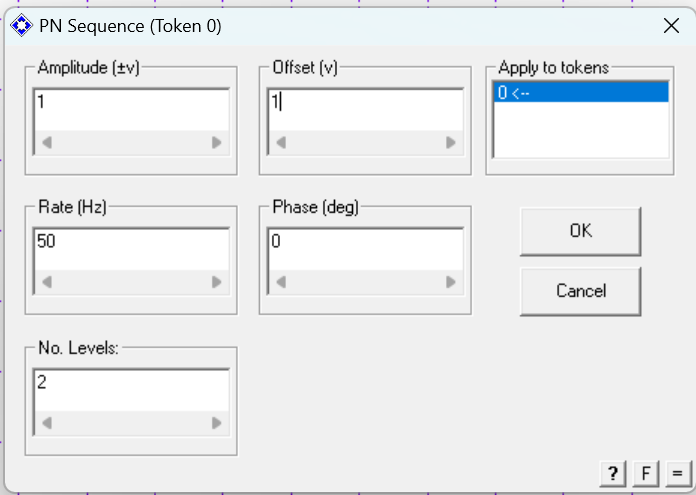 PN Sequence (Token 0)
Amplitude (±v)
1
Offset (v)
1
Apply to tokens
0 <--
Rate (Hz)
50
Phase (deg)
0
OK
Cancel
No. Levels:
2
? F =